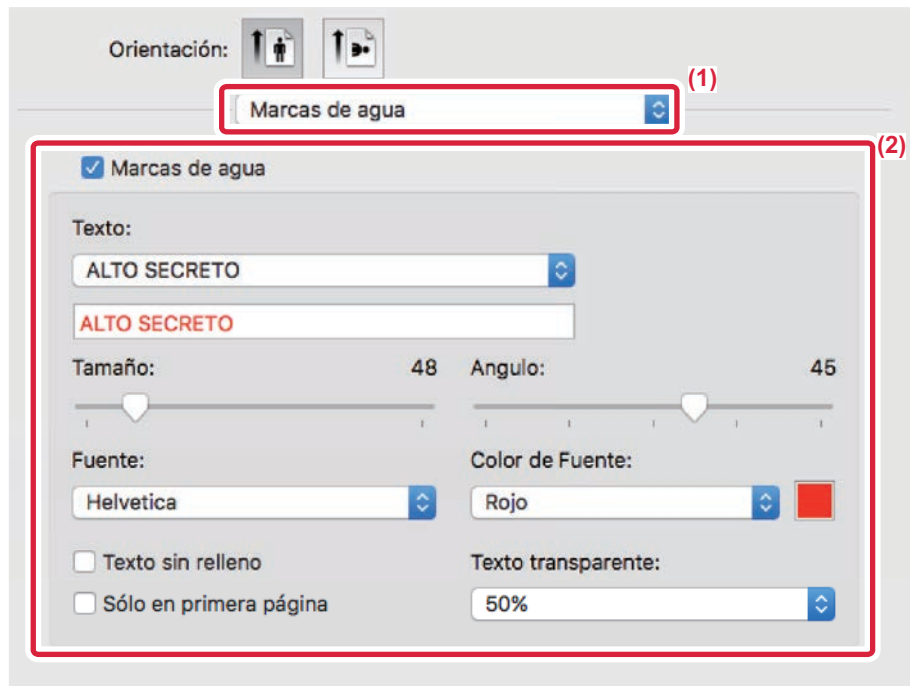 Orientación:
(1)
Marcas de agua
(2)
Marcas de agua
Texto:
ALTO SECRETO
ALTO SECRETO
Tamaño: 48 Angulo: 45
Fuente: Color de Fuente:
Helvetica Rojo
Texto sin relleno Texto transparente:
Sólo en primera página 50%